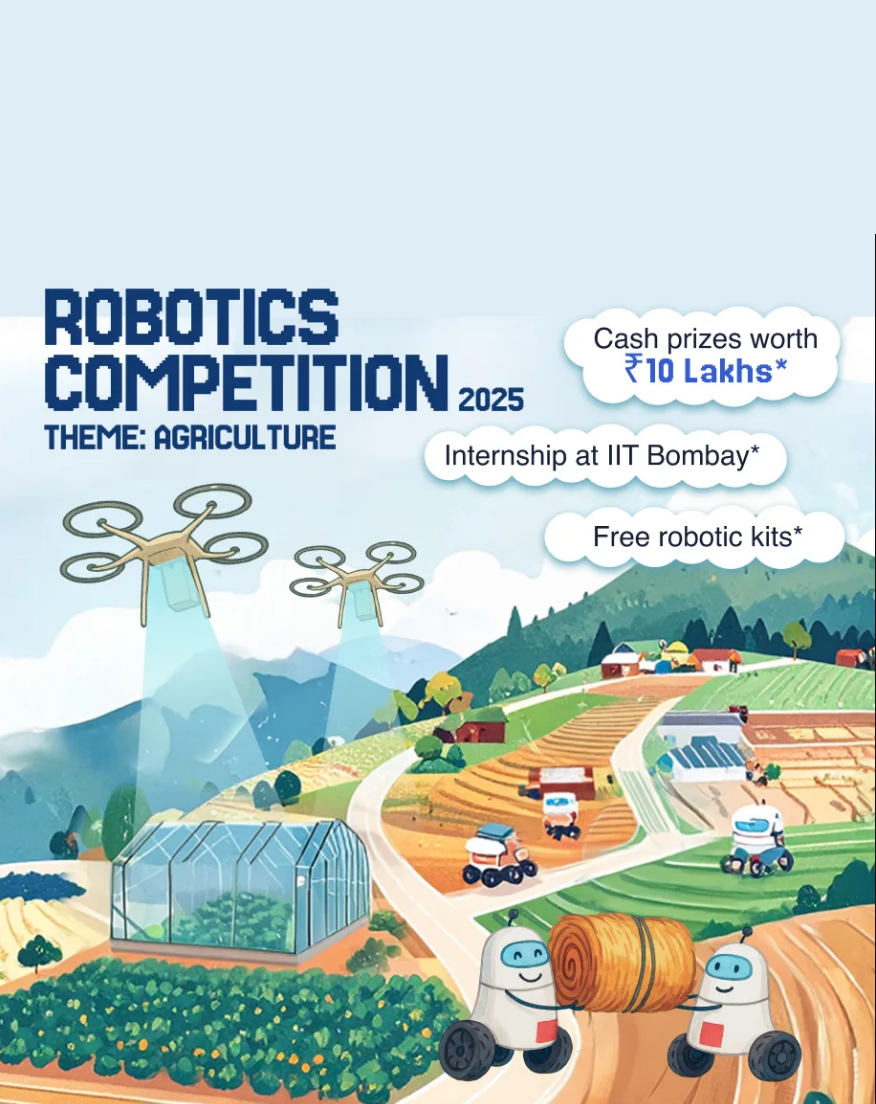 ROBOTICS
COMPETITION 2025
THEME: AGRICULTURE
Cash prizes worth
₹10 Lakhs*
Internship at IIT Bombay*
Free robotic kits*